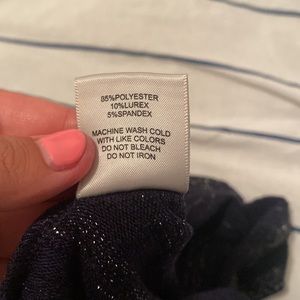 85%POLYESTER
10%LUREX
5%SPANDEX
MACHINE WASH COLD
WITH LIKE COLORS
DO NOT BLEACH
DO NOT IRON